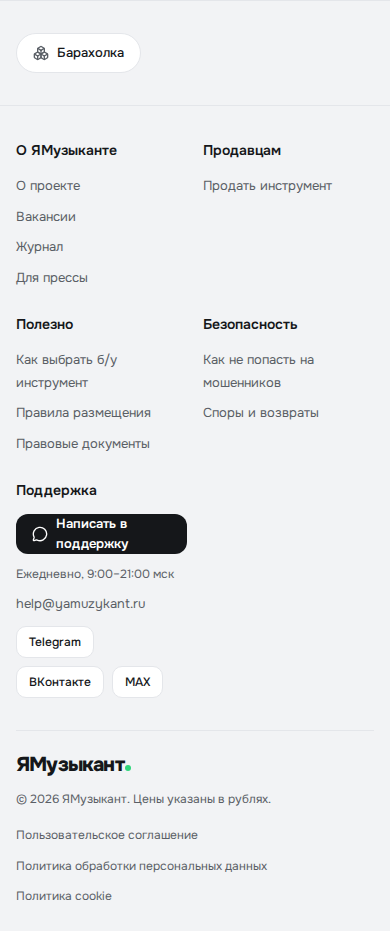 Барахолка
О ЯМузыканте
О проекте
Вакансии
Журнал
Для прессы
Продавцам
Продать инструмент
Полезно
Как выбрать б/у
инструмент
Правила размещения
Правовые документы
Безопасность
Как не попасть на
мошенников
Споры и возвраты
Поддержка
Написать в
поддержку
Ежедневно, 9:00–21:00 мск
help@yamuzykant.ru
Telegram
ВКонтакте
MAX
ЯМузыкант.
© 2026 ЯМузыкант. Цены указаны в рублях.
Пользовательское соглашение
Политика обработки персональных данных
Политика cookie